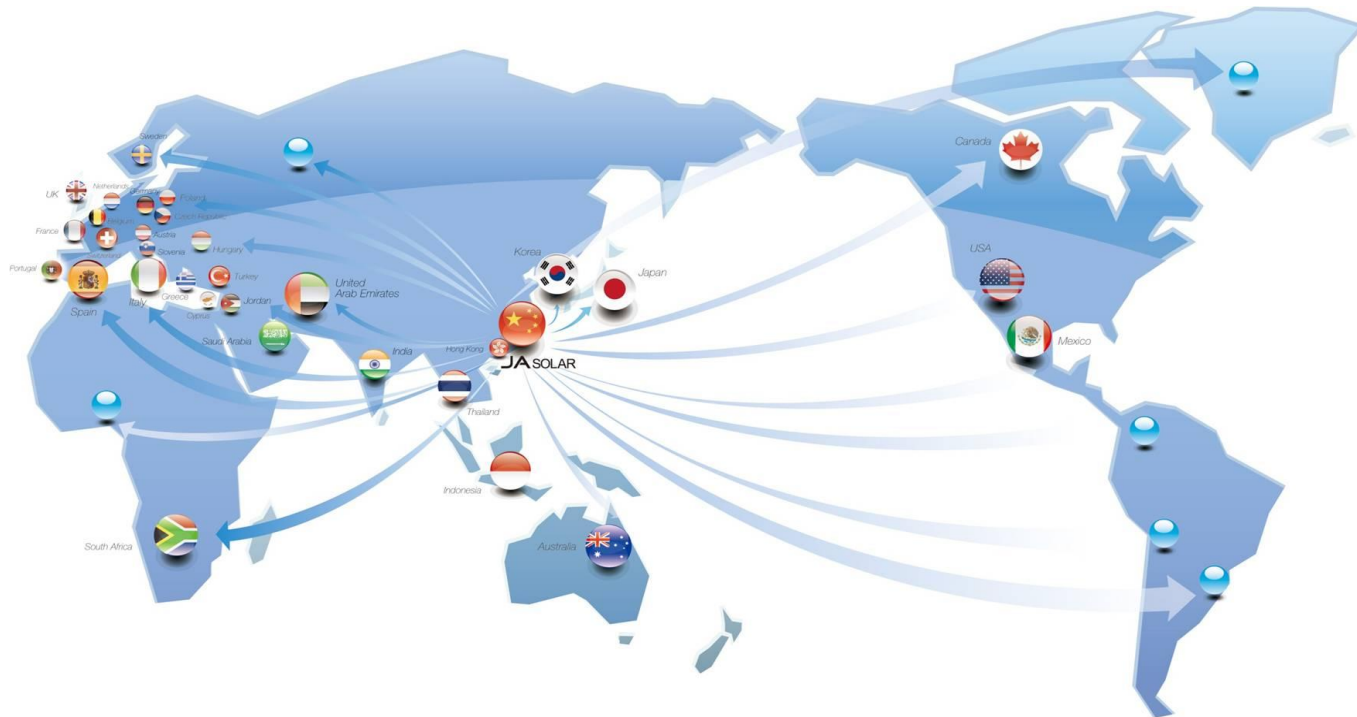 Sweden
Canada
UK
Netherlands
Germany
Poland
Belgium
Czech Republic
France
Austria
Switzerland
Slovenia
Hungary
Korea
USA
Portugal
Turkey
Japan
United
Arab Emirates
Italy
Greece
Jordan
Spain
Cyprus
Saudi Arabia
Hong Kong
India
JA SOLAR
Mexico
Thailand
Indonesia
South Africa
Australia